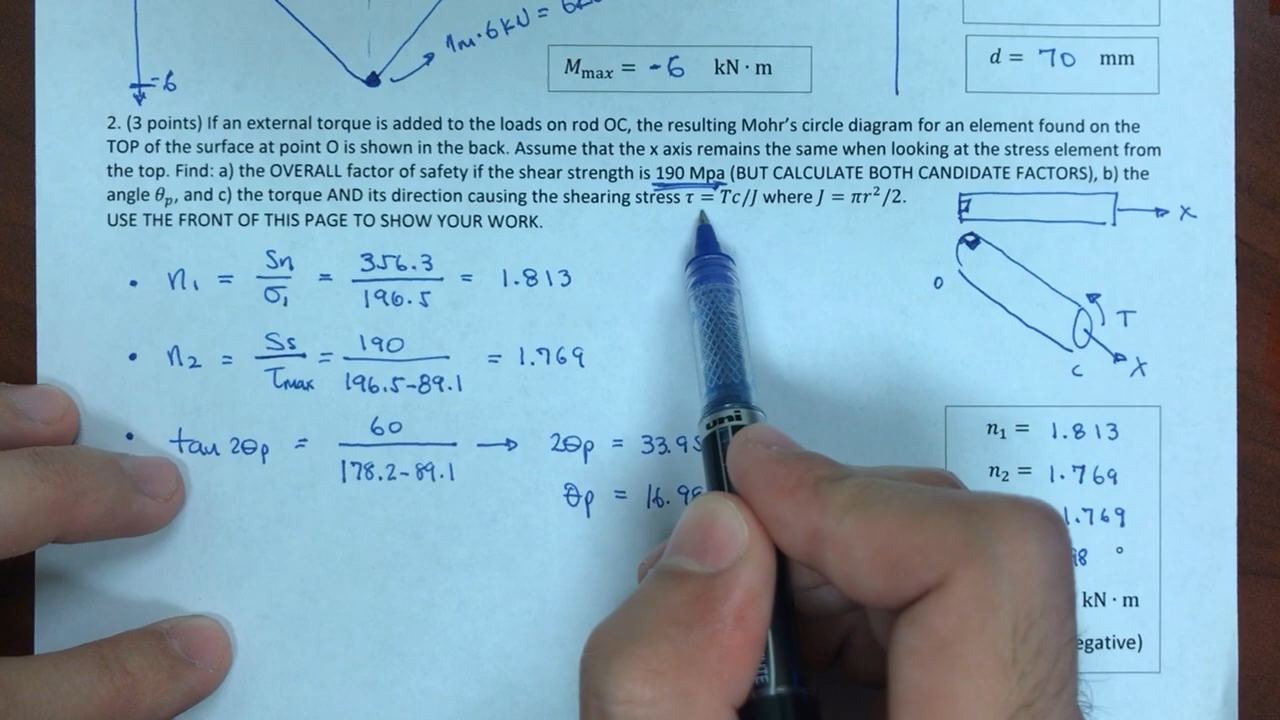 1m·6kN =
-6
Mmax = -6 kN · m
d = 70 mm
2. (3 points) If an external torque is added to the loads on rod OC, the resulting Mohr's circle diagram for an element found on the
TOP of the surface at point O is shown in the back. Assume that the x axis remains the same when looking at the stress element from
the top. Find: a) the OVERALL factor of safety if the shear strength is 190 Mpa (BUT CALCULATE BOTH CANDIDATE FACTORS), b) the
angle θp, and c) the torque AND its direction causing the shearing stress τ = Tc/J where J = πr²/2.
USE THE FRONT OF THIS PAGE TO SHOW YOUR WORK.
x
• n₁ = Sn/σ₁ = 356.3/196.5 = 1.813
O
T
• n₂ = Ss/τmax = 190/196.5-89.1 = 1.769
C
x
• tan 2θp = 60/178.2-89.1 → 2θp = 33.95
θp = 16.98
n₁ = 1.813
n₂ = 1.769
1.769
98 °
kN · m
egative)
uni